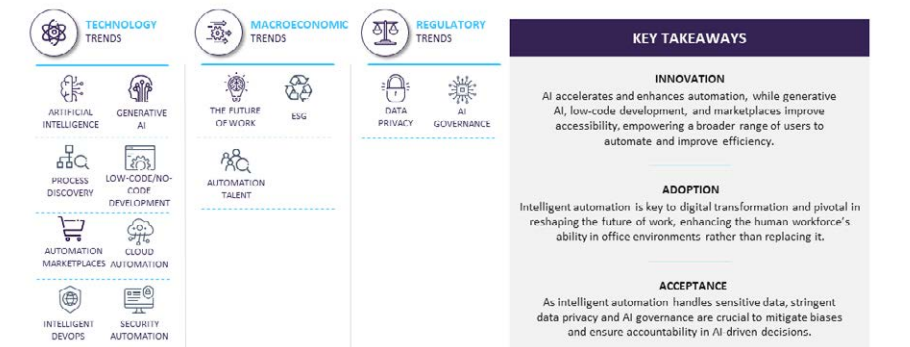 TECHNOLOGY
TRENDS
ARTIFICIAL
INTELLIGENCE
GENERATIVE
AI
PROCESS
DISCOVERY
LOW-CODE/NO-
CODE
DEVELOPMENT
AUTOMATION
MARKETPLACES
CLOUD
AUTOMATION
INTELLIGENT
DEVOPS
SECURITY
AUTOMATION
MACROECONOMIC
TRENDS
THE FUTURE
OF WORK
ESG
AUTOMATION
TALENT
REGULATORY
TRENDS
DATA
PRIVACY
AI
GOVERNANCE
KEY TAKEAWAYS
INNOVATION
AI accelerates and enhances automation, while generative
AI, low-code development, and marketplaces improve
accessibility, empowering a broader range of users to
automate and improve efficiency.
ADOPTION
Intelligent automation is key to digital transformation and pivotal in
reshaping the future of work, enhancing the human workforce's
ability in office environments rather than replacing it.
ACCEPTANCE
As intelligent automation handles sensitive data, stringent
data privacy and AI governance are crucial to mitigate biases
and ensure accountability in AI-driven decisions.